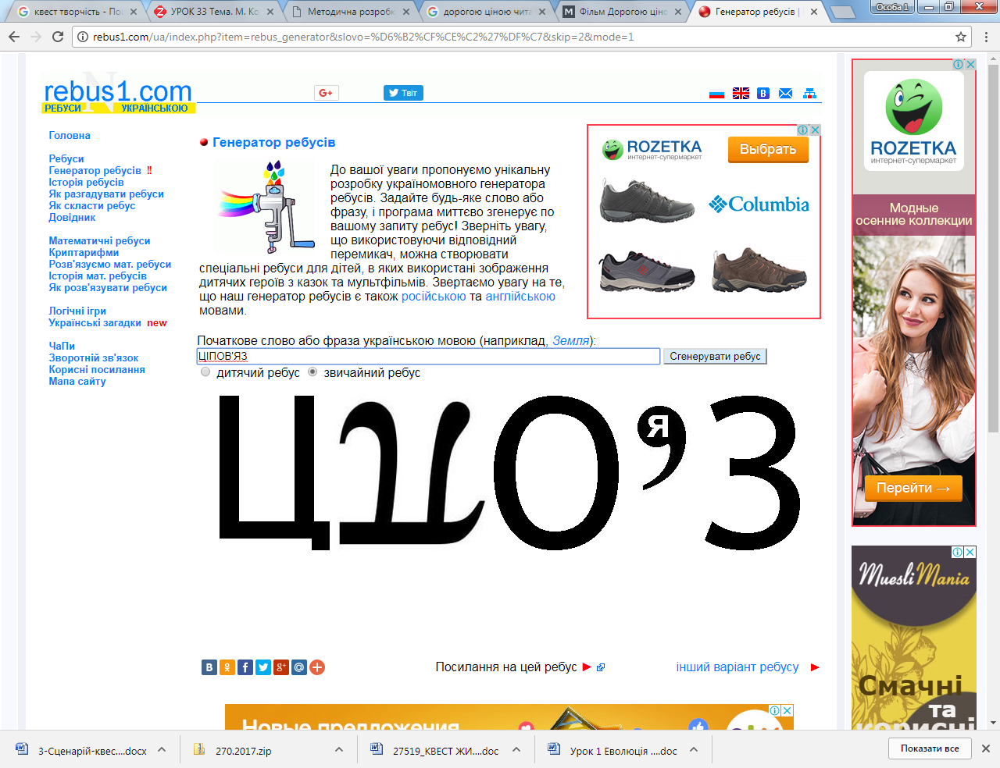 квест творчість - По
УРОК 33 Тема. М. Ко
Методична розробк
дорогою ціною чита
Фільм Дорогою ціно
Генератор ребусів |
Особа 1
rebus1.com/ua/index.php?item=rebus_generator&slovo=%D6%B2%CF%CE%C2%27%DF%C7&skip=2&mode=1
rebus1.com
РЕБУСИ УКРАЇНСЬКОЮ
G+
Твіт
Головна
Ребуси
Генератор ребусів !!
Історія ребусів
Як разгадувати ребуси
Як скласти ребус
Довідник
Математичні ребуси
Криптарифми
Розв'язуємо мат. ребуси
Історія мат. ребусів
Як розв'язувати ребуси
Логічні ігри
Українські загадки new
ЧаПи
Зворотній зв'язок
Корисні посилання
Мапа сайту
Генератор ребусів
До вашої уваги пропонуємо унікальну
розробку україномовного генератора
ребусів. Задайте будь-яке слово або
фразу, і програма миттєво згенерує по
вашому запиту ребус! Зверніть увагу,
що використовуючи відповідний
перемикач, можна створювати
спеціальні ребуси для дітей, в яких використані зображення
дитячих героїв з казок та мультфільмів. Звертаємо увагу на те,
що наш генератор ребусів є також російською та англійською
мовами.
ROZETKA
интернет-супермаркет
Выбрать
Columbia
Початкове слово або фраза українською мовою (наприклад, Земля):
ЦІПОВ'ЯЗ
Сгенерувати ребус
дитячий ребус звичайний ребус
Ц О я З
Посилання на цей ребус
інший варіант ребусу
Новые предложения
ROZETKA
интернет-супермаркет
Модные
осенние коллекции
Перейти →
Muesli Mania
Смачні
та
корисні
3-Сценарій-квес....docx
270.2017.zip
27519_КВЕСТ ЖИ....doc
Урок 1 Еволюція ....doc
Показати все